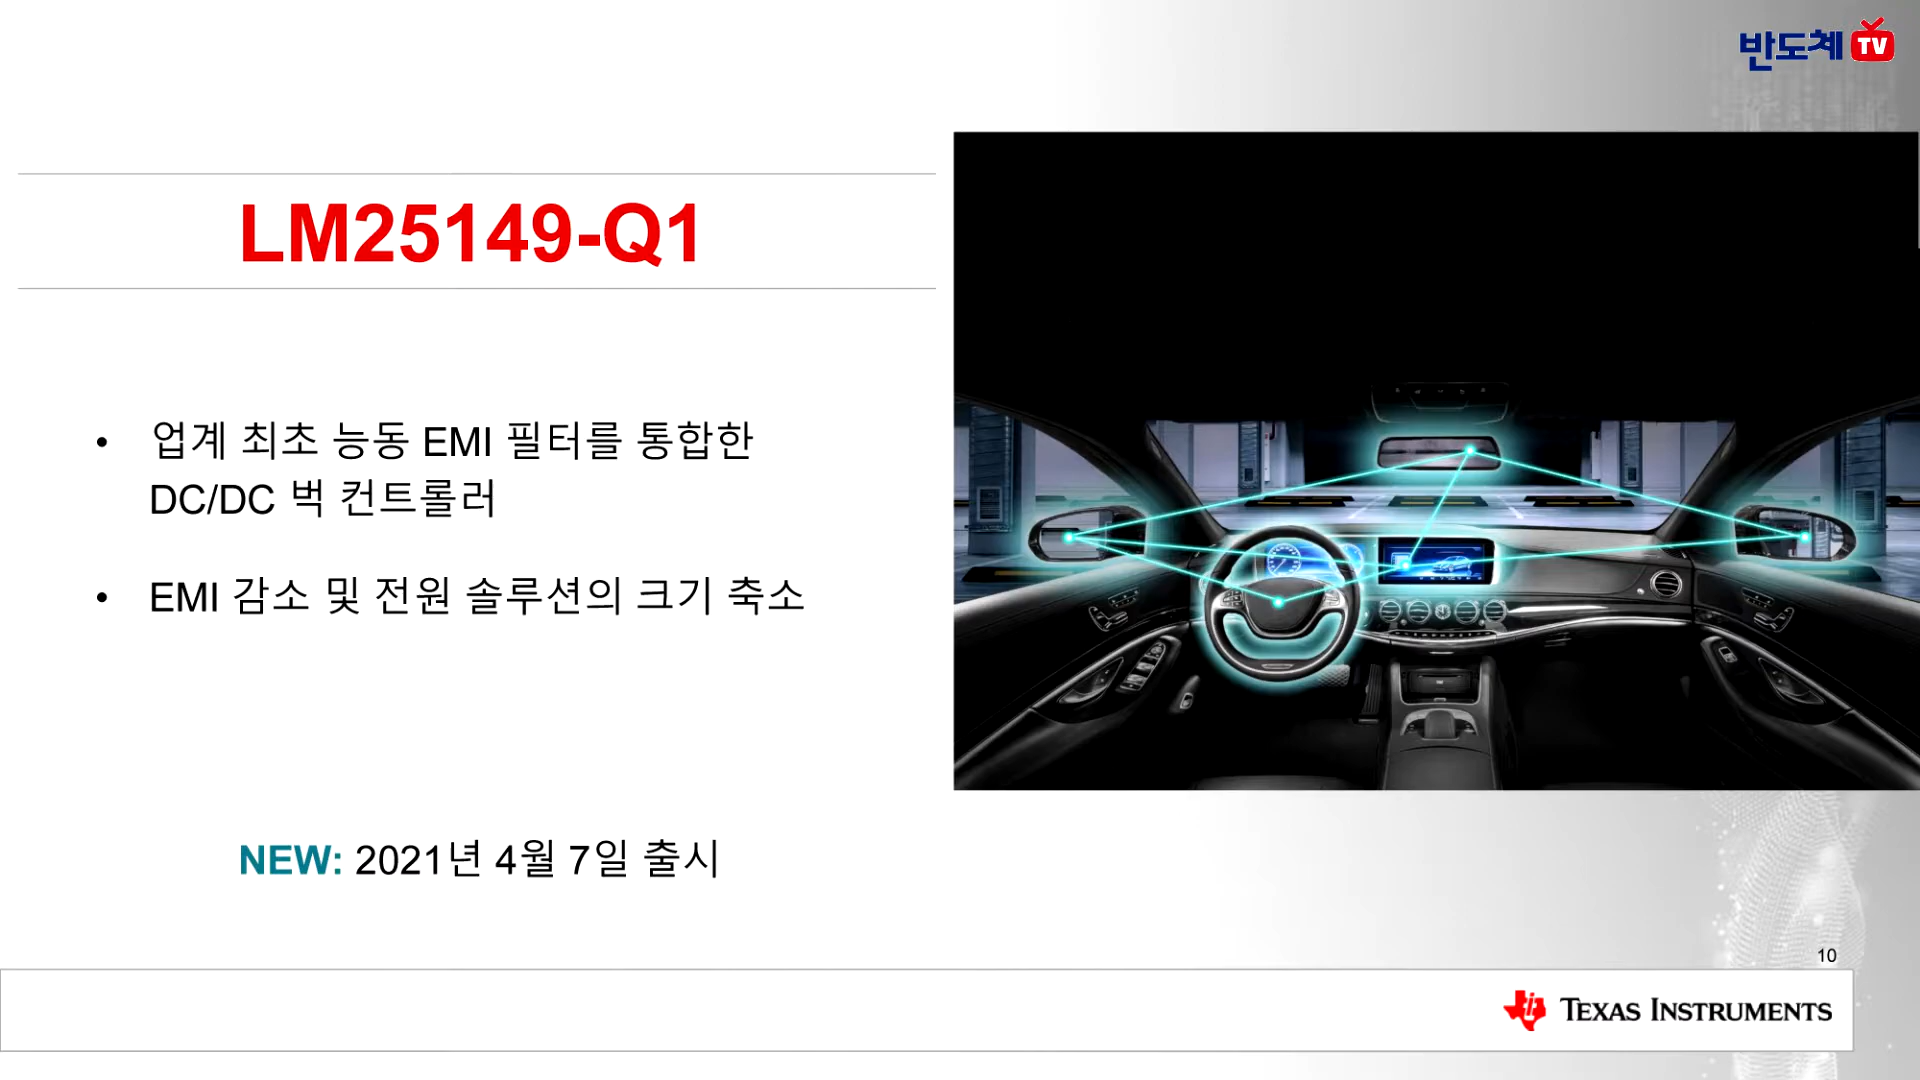 반도체 TV
LM25149-Q1
• 업계 최초 능동 EMI 필터를 통합한
DC/DC 벅 컨트롤러
• EMI 감소 및 전원 솔루션의 크기 축소
NEW: 2021년 4월 7일 출시
10
TEXAS INSTRUMENTS